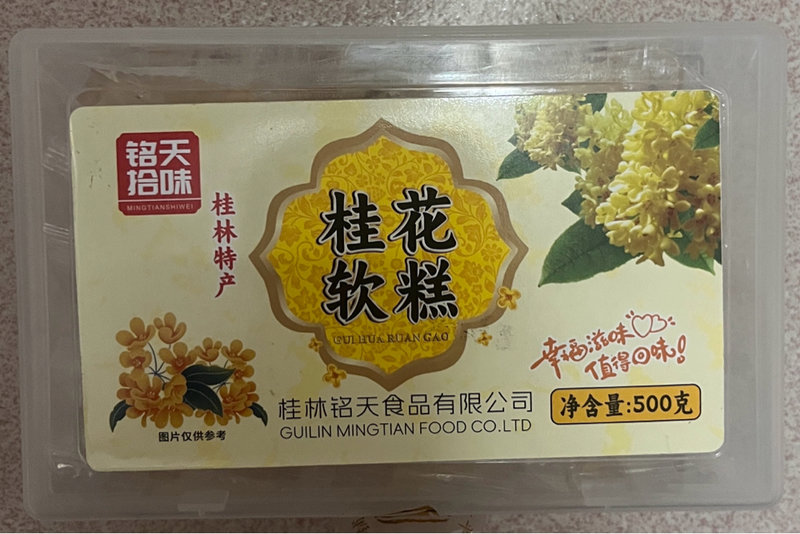 铭天
拾味
MINGTIANSHIWEI
桂林特产
桂花
软糕
GUI HUA RUAN GAO
幸福滋味
值得回味!
图片仅供参考
桂林铭天食品有限公司
GUILIN MINGTIAN FOOD CO.LTD
净含量:500克